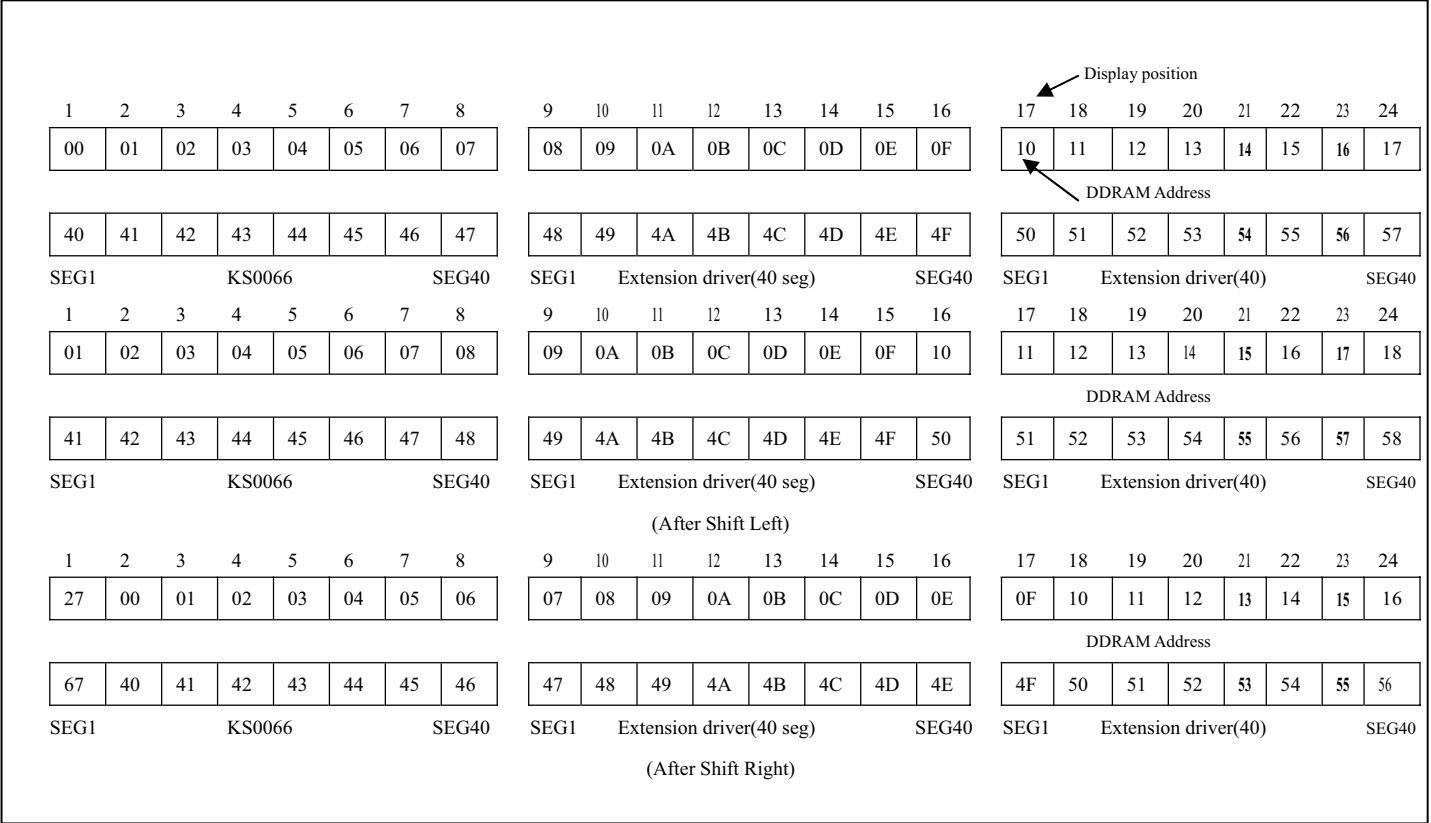 Display position
1 2 3 4 5 6 7 8 9 10 11 12 13 14 15 16 17 18 19 20 21 22 23 24
00 01 02 03 04 05 06 07 08 09 0A 0B 0C 0D 0E 0F 10 11 12 13 14 15 16 17
DDRAM Address
40 41 42 43 44 45 46 47 48 49 4A 4B 4C 4D 4E 4F 50 51 52 53 54 55 56 57
SEG1 KS0066 SEG40 SEG1 Extension driver(40 seg) SEG40 SEG1 Extension driver(40) SEG40
1 2 3 4 5 6 7 8 9 10 11 12 13 14 15 16 17 18 19 20 21 22 23 24
01 02 03 04 05 06 07 08 09 0A 0B 0C 0D 0E 0F 10 11 12 13 14 15 16 17 18
DDRAM Address
41 42 43 44 45 46 47 48 49 4A 4B 4C 4D 4E 4F 50 51 52 53 54 55 56 57 58
SEG1 KS0066 SEG40 SEG1 Extension driver(40 seg) SEG40 SEG1 Extension driver(40) SEG40
(After Shift Left)
1 2 3 4 5 6 7 8 9 10 11 12 13 14 15 16 17 18 19 20 21 22 23 24
27 00 01 02 03 04 05 06 07 08 09 0A 0B 0C 0D 0E 0F 10 11 12 13 14 15 16
DDRAM Address
67 40 41 42 43 44 45 46 47 48 49 4A 4B 4C 4D 4E 4F 50 51 52 53 54 55 56
SEG1 KS0066 SEG40 SEG1 Extension driver(40 seg) SEG40 SEG1 Extension driver(40) SEG40
(After Shift Right)